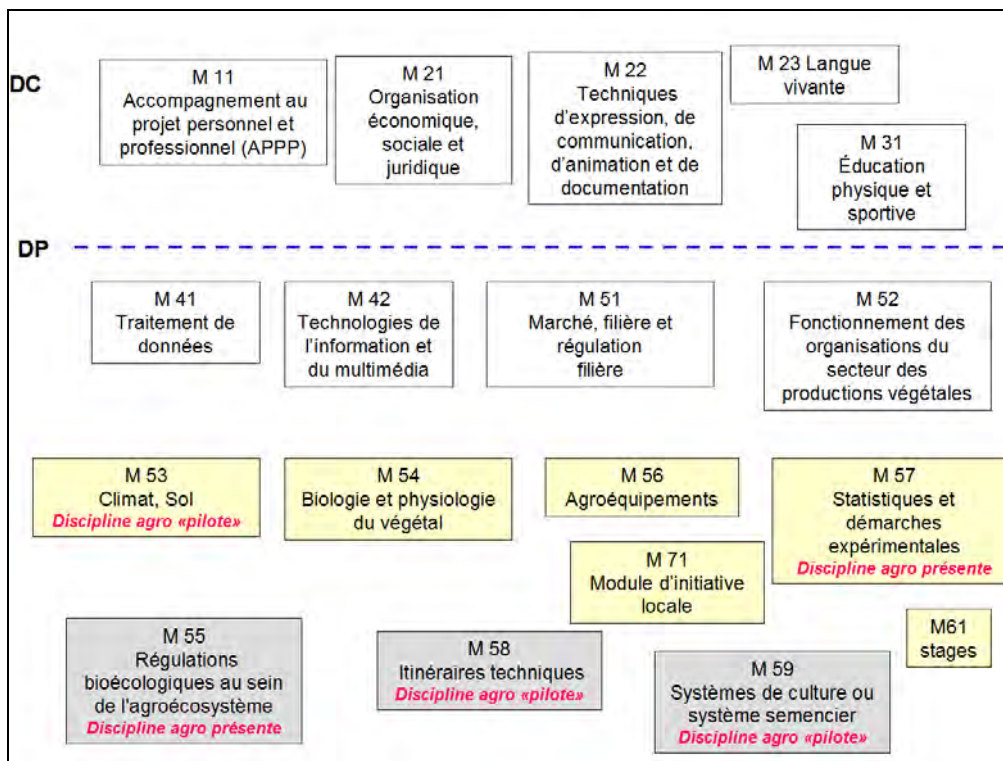 DC
M 11
Accompagnement au
projet personnel et
professionnel (APPP)
M 21
Organisation
économique,
sociale et
juridique
M 22
Techniques
d'expression, de
communication,
d'animation et de
documentation
M 23 Langue
vivante
M 31
Éducation
physique et
sportive
DP
M 41
Traitement de
données
M 42
Technologies de
l'information et
du multimédia
M 51
Marché, filière et
régulation
filière
M 52
Fonctionnement des
organisations du
secteur des
productions végétales
M 53
Climat, Sol
Discipline agro «pilote»
M 54
Biologie et physiologie
du végétal
M 56
Agroéquipements
M 57
Statistiques et
démarches
expérimentales
Discipline agro présente
M 71
Module d'initiative
locale
M61
stages
M 55
Régulations
bioécologiques au sein
de l'agroécosystème
Discipline agro présente
M 58
Itinéraires techniques
Discipline agro «pilote»
M 59
Systèmes de culture ou
système semencier
Discipline agro «pilote»